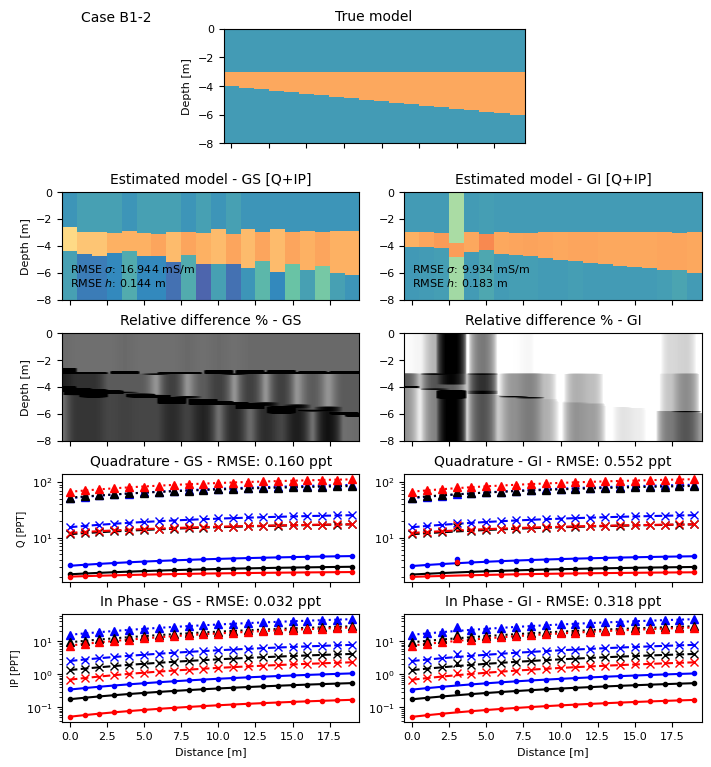 Case B1-2
True model
Depth [m]
0
−2
−4
−6
−8
Estimated model - GS [Q+IP]
Depth [m]
0
−2
−4
−6
−8
RMSE σ: 16.944 mS/m
RMSE h: 0.144 m
Estimated model - GI [Q+IP]
0
−2
−4
−6
−8
RMSE σ: 9.934 mS/m
RMSE h: 0.183 m
Relative difference % - GS
Depth [m]
0
−2
−4
−6
−8
Relative difference % - GI
0
−2
−4
−6
−8
Quadrature - GS - RMSE: 0.160 ppt
Q [PPT]
10²
10¹
Quadrature - GI - RMSE: 0.552 ppt
10²
10¹
In Phase - GS - RMSE: 0.032 ppt
IP [PPT]
10¹
10⁰
10⁻¹
0.0 2.5 5.0 7.5 10.0 12.5 15.0 17.5
Distance [m]
In Phase - GI - RMSE: 0.318 ppt
10¹
10⁰
10⁻¹
0.0 2.5 5.0 7.5 10.0 12.5 15.0 17.5
Distance [m]